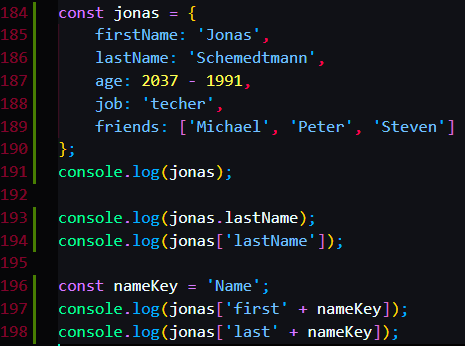 184 const jonas = {
185     firstName: 'Jonas',
186     lastName: 'Schemedtmann',
187     age: 2037 - 1991,
188     job: 'techer',
189     friends: ['Michael', 'Peter', 'Steven']
190 };
191 console.log(jonas);
192
193 console.log(jonas.lastName);
194 console.log(jonas['lastName']);
195
196 const nameKey = 'Name';
197 console.log(jonas['first' + nameKey]);
198 console.log(jonas['last' + nameKey]);